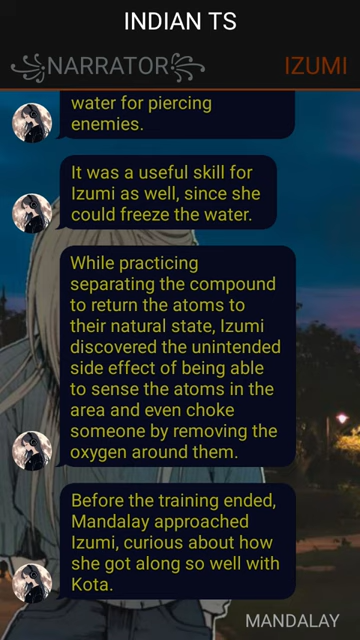 INDIAN TS
NARRATOR
IZUMI
water for piercing
enemies.
It was a useful skill for
Izumi as well, since she
could freeze the water.
While practicing
separating the compound
to return the atoms to
their natural state, Izumi
discovered the unintended
side effect of being able
to sense the atoms in the
area and even choke
someone by removing the
oxygen around them.
Before the training ended,
Mandalay approached
Izumi, curious about how
she got along so well with
Kota.
MANDALAY